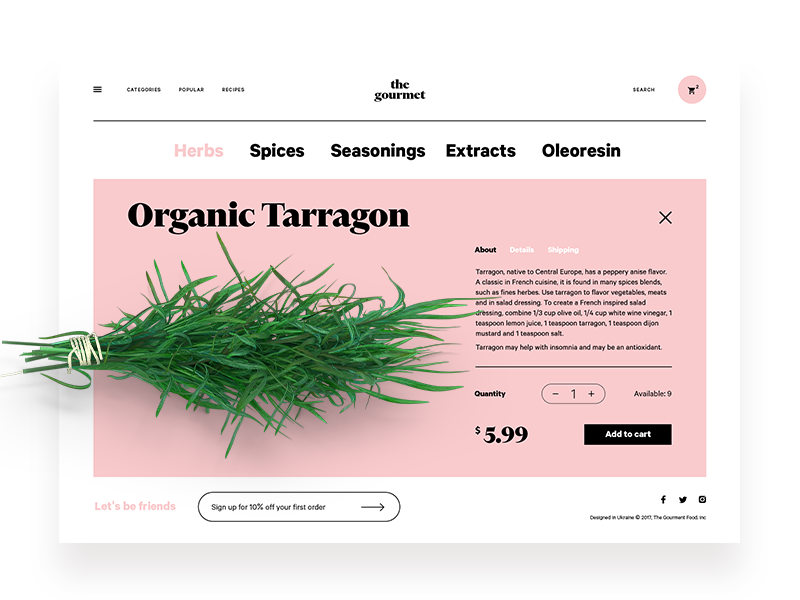 CATEGORIES POPULAR RECIPES
the
gourmet
SEARCH
2
Herbs Spices Seasonings Extracts Oleoresin
Organic Tarragon
About Details Shipping
Tarragon, native to Central Europe, has a peppery anise flavor.
A classic in French cuisine, it is found in many spices blends,
such as fines herbes. Use tarragon to flavor vegetables, meats
and in salad dressing. To create a French inspired salad
dressing, combine 1/3 cup olive oil, 1/4 cup white wine vinegar, 1
teaspoon lemon juice, 1 teaspoon tarragon, 1 teaspoon dijon
mustard and 1 teaspoon salt.
Tarragon may help with insomnia and may be an antioxidant.
Quantity − 1 + Available: 9
$ 5.99 Add to cart
Let's be friends
Sign up for 10% off your first order
Designed in Ukraine © 2017, The Gourment Food, Inc